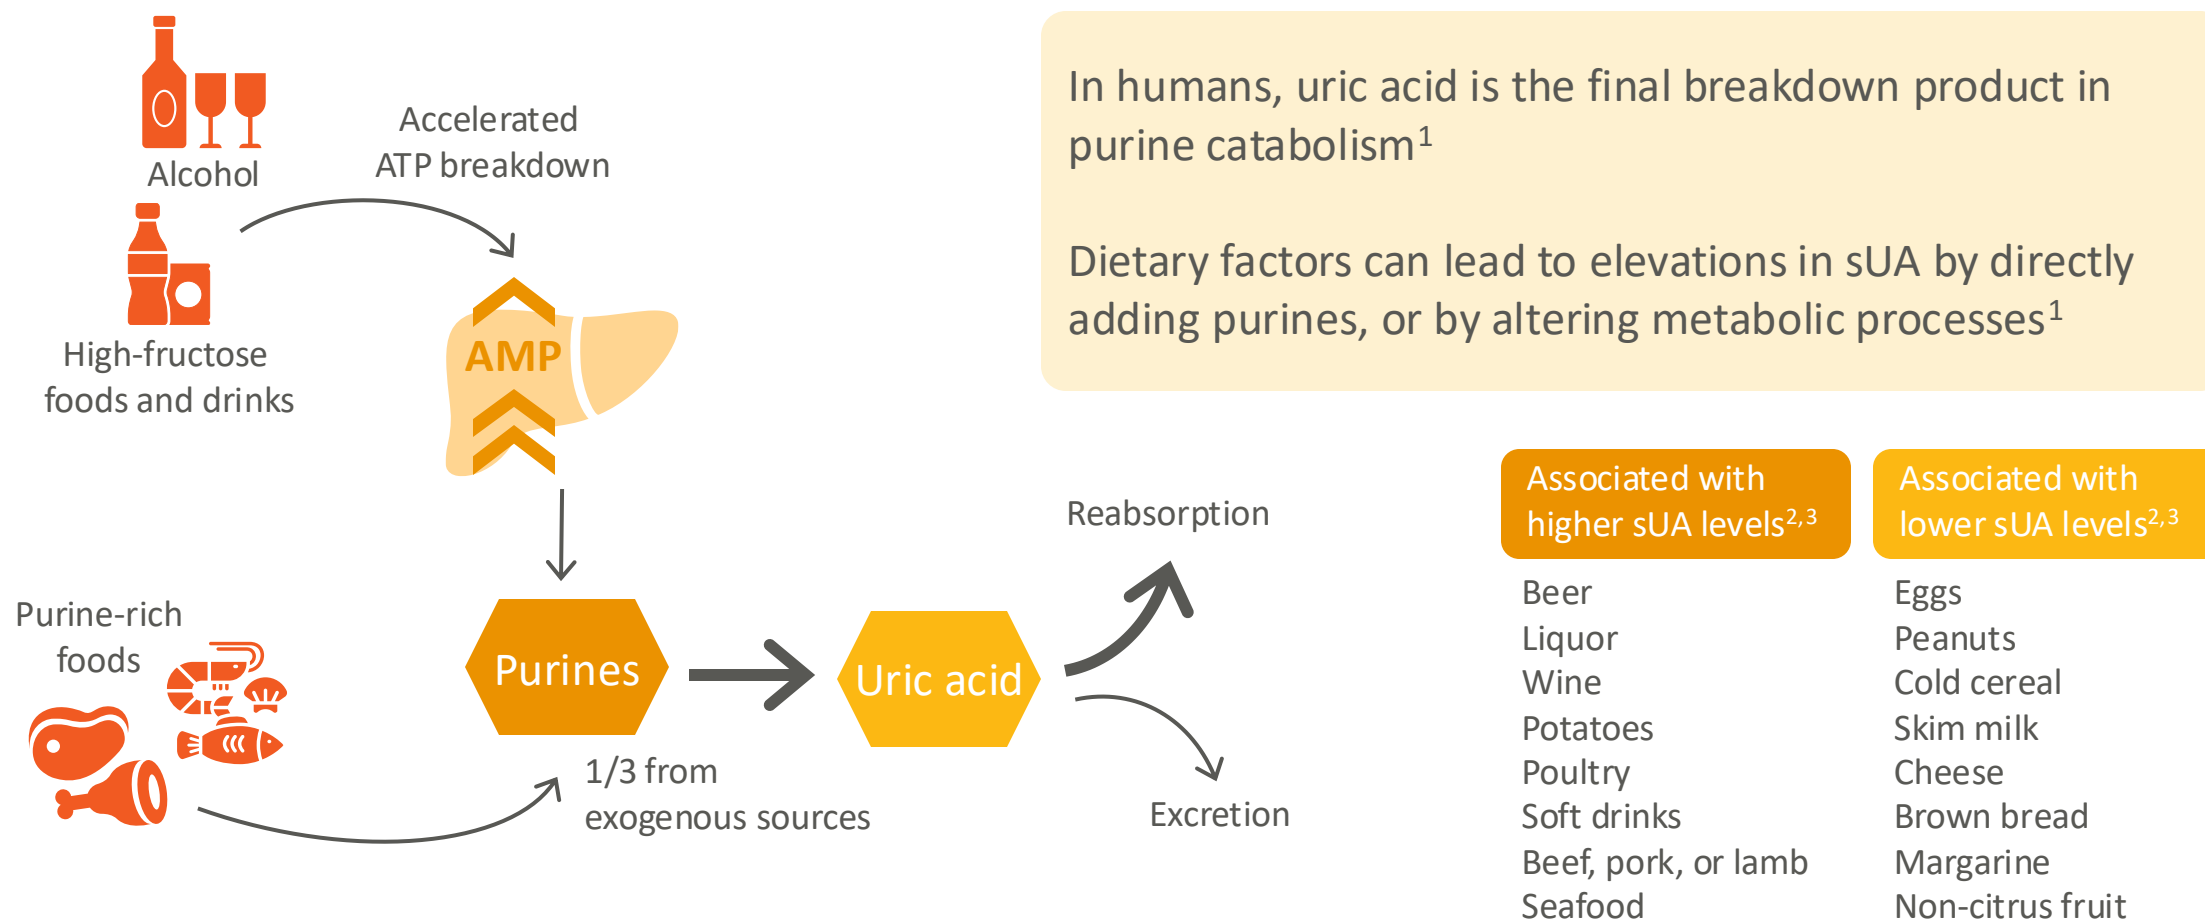 Alcohol
High-fructose
foods and drinks
Accelerated
ATP breakdown
AMP
Purine-rich
foods
Purines
1/3 from
exogenous sources
Uric acid
Reabsorption
Excretion
In humans, uric acid is the final breakdown product in
purine catabolism¹
Dietary factors can lead to elevations in sUA by directly
adding purines, or by altering metabolic processes¹
Associated with
higher sUA levels²,³
Beer
Liquor
Wine
Potatoes
Poultry
Soft drinks
Beef, pork, or lamb
Seafood
Associated with
lower sUA levels²,³
Eggs
Peanuts
Cold cereal
Skim milk
Cheese
Brown bread
Margarine
Non-citrus fruit